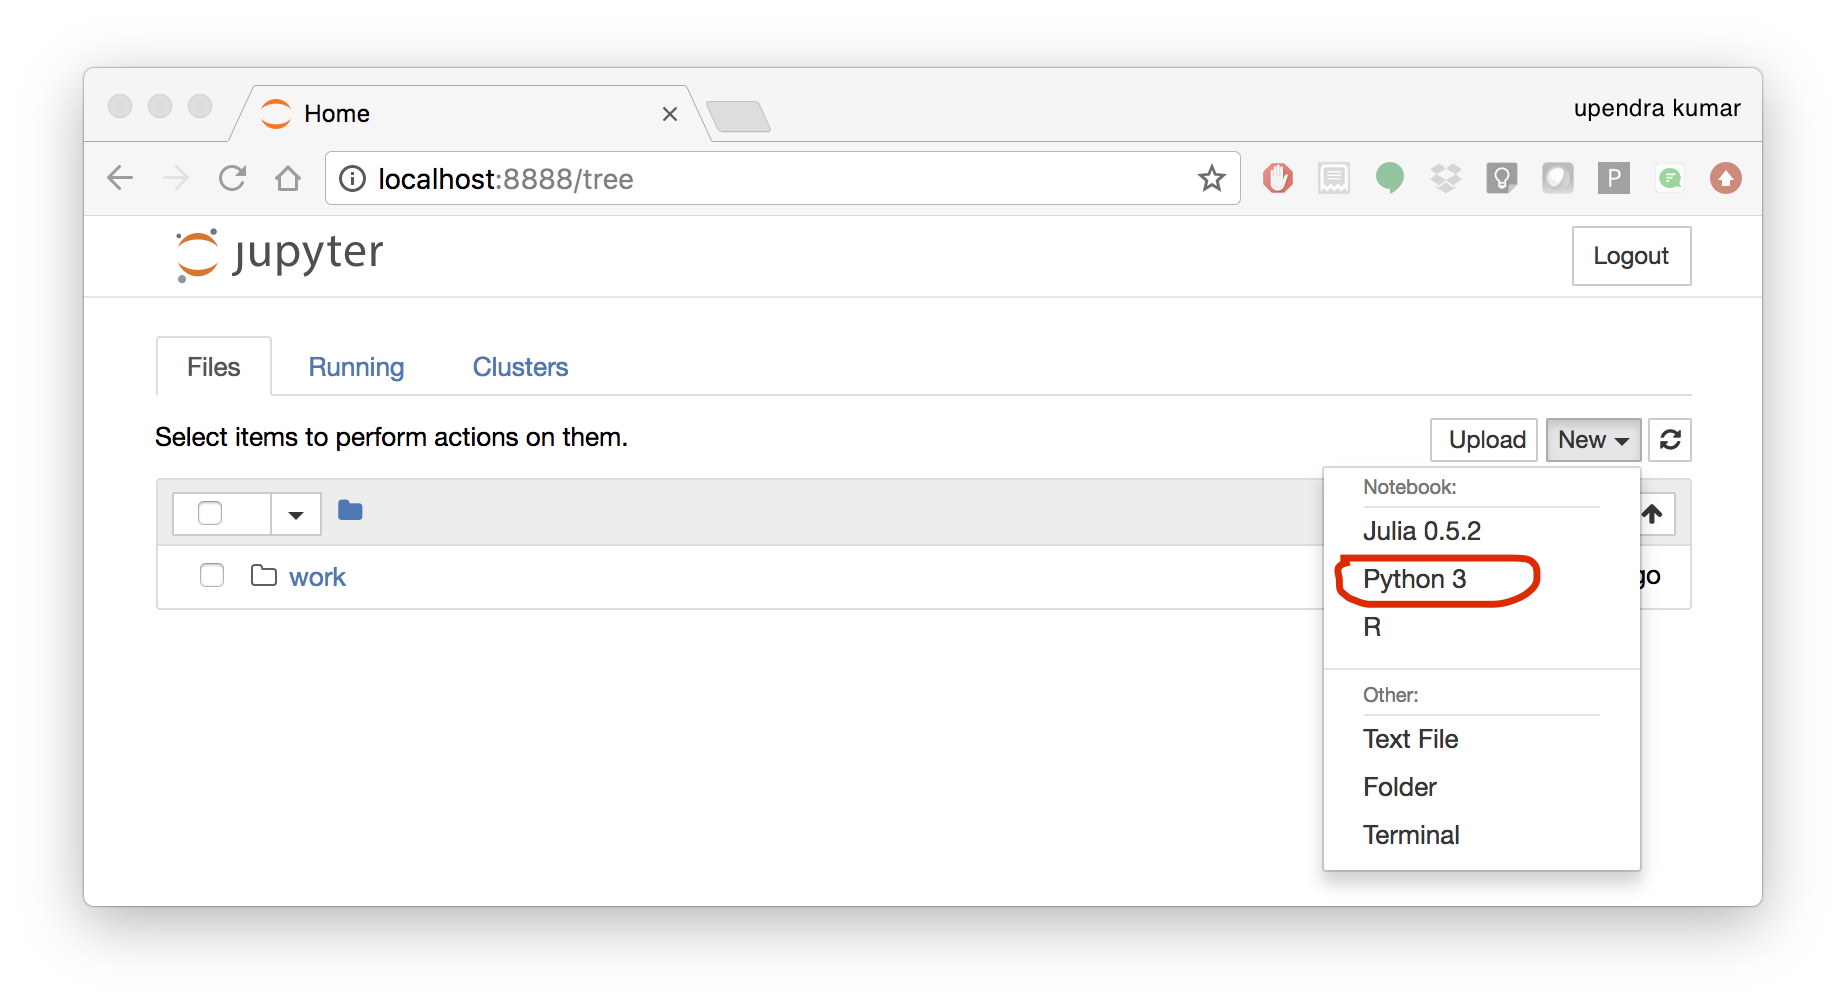 Home
upendra kumar
localhost:8888/tree
P
jupyter
Logout
Files Running Clusters
Select items to perform actions on them.
Upload New
Notebook:
Julia 0.5.2
work
Python 3
go
R
Other:
Text File
Folder
Terminal